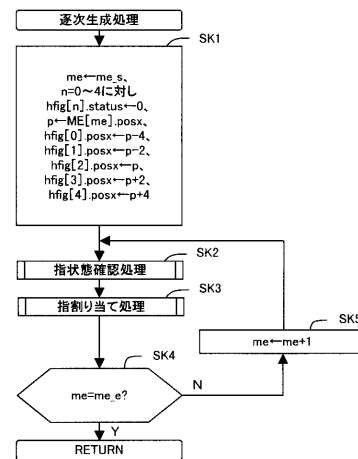 逐次生成処理
SK1
me←me_s、
n=0～4に対し
hfig[n].status←0、
p←ME[me].posx、
hfig[0].posx←p−4、
hfig[1].posx←p−2、
hfig[2].posx←p、
hfig[3].posx←p+2、
hfig[4].posx←p+4
SK2
指状態確認処理
SK3
指割り当て処理
SK5
me←me+1
SK4
me=me_e?
N
Y
RETURN